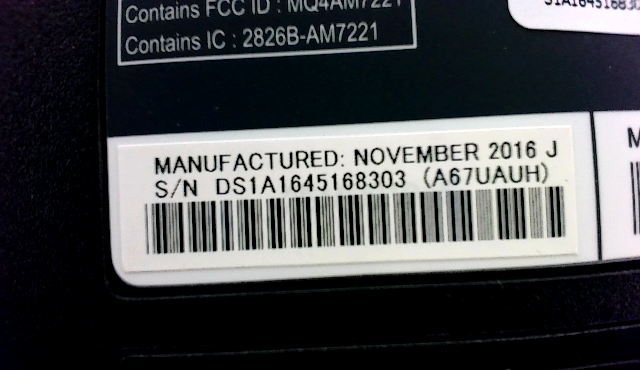 Contains FCC ID : MQ4AM7221
Contains IC : 2826B-AM7221
MANUFACTURED: NOVEMBER 2016 J
S/N DS1A1645168303 (A67UAUH)